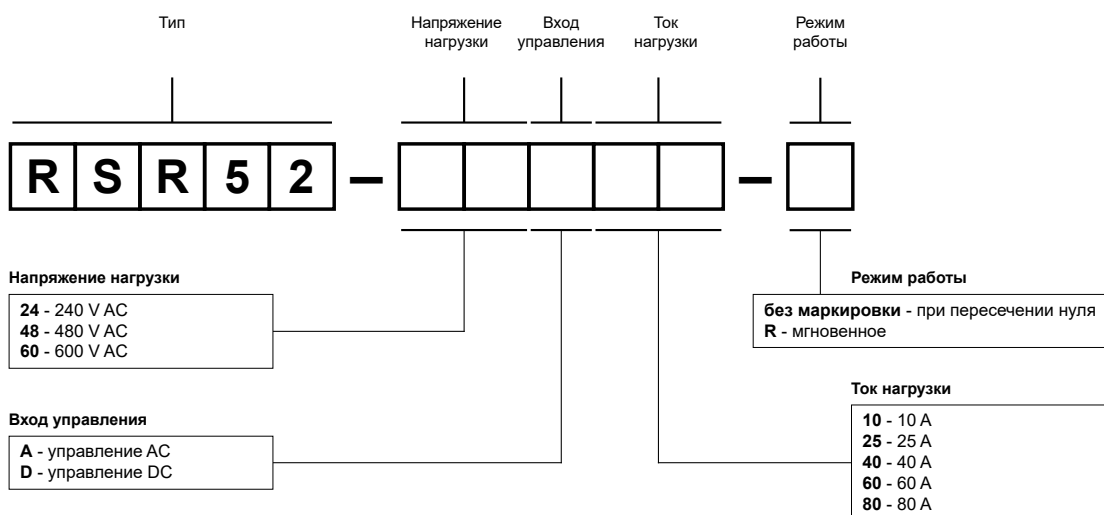 Тип
Напряжение
нагрузки
Вход
управления
Ток
нагрузки
Режим
работы
R S R 5 2 – –
Напряжение нагрузки
24 - 240 V AC
48 - 480 V AC
60 - 600 V AC
Режим работы
без маркировки - при пересечении нуля
R - мгновенное
Вход управления
A - управление AC
D - управление DC
Ток нагрузки
10 - 10 A
25 - 25 A
40 - 40 A
60 - 60 A
80 - 80 A